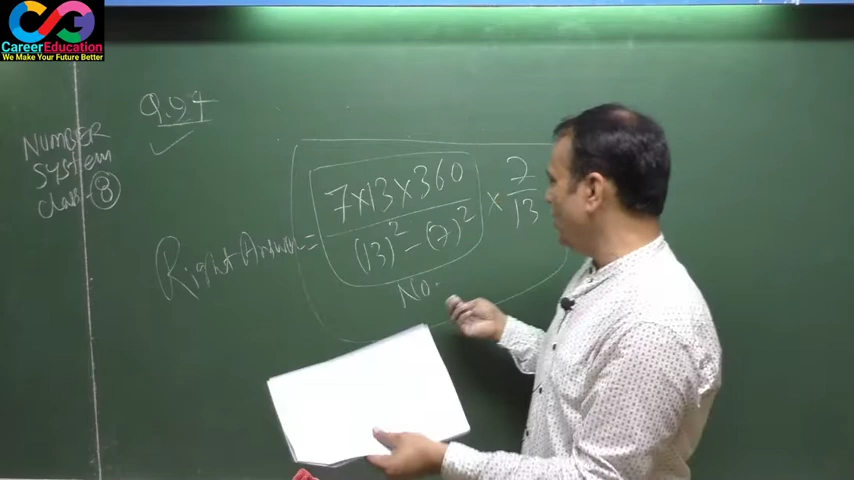 CareerEducation
We Make Your Future Better
Q.97
NUMBER
System
class-8
Right Answer = 7×13×360 / (13)² - (7)² × 7/13
No.